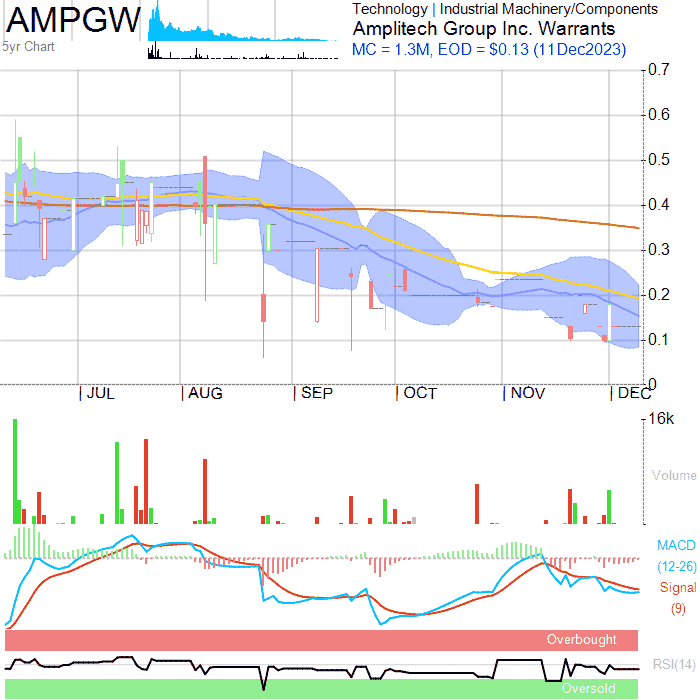 AMPGW
5yr Chart
Technology | Industrial Machinery/Components
Amplitech Group Inc. Warrants
MC = 1.3M, EOD = $0.13 (11Dec2023)
0.7
0.6
0.5
0.4
0.3
0.2
0.1
0
JUL AUG SEP OCT NOV DEC
16k
Volume
MACD
(12-26)
Signal
(9)
Overbought
RSI(14)
Oversold